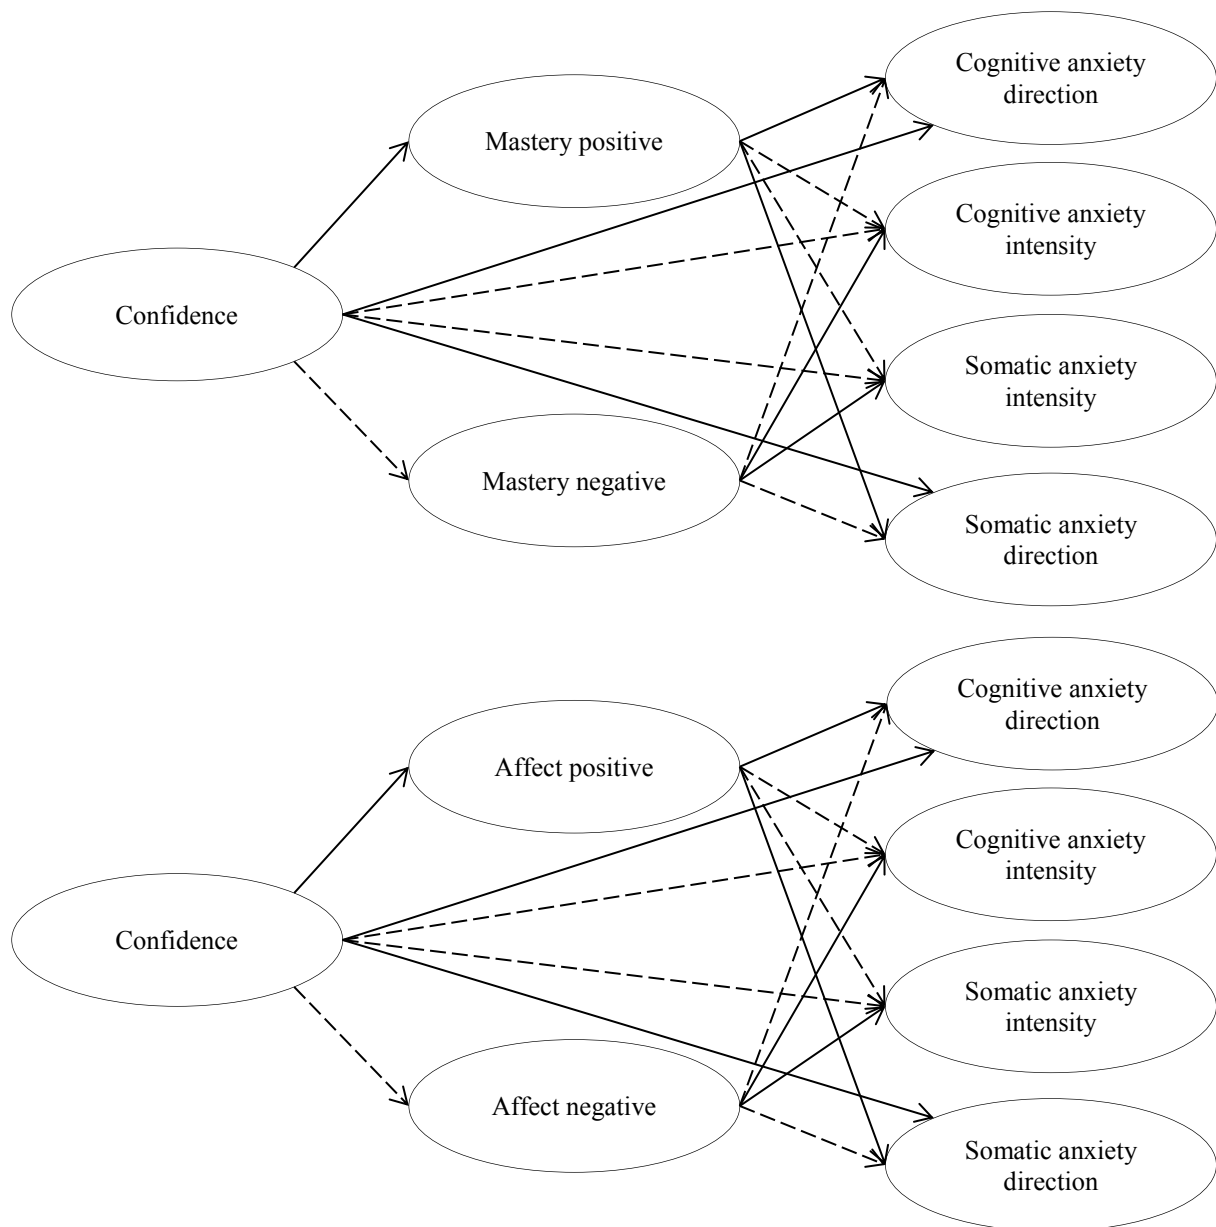 Cognitive anxiety
direction
Mastery positive
Cognitive anxiety
intensity
Confidence
Somatic anxiety
intensity
Mastery negative
Somatic anxiety
direction
Cognitive anxiety
direction
Affect positive
Cognitive anxiety
intensity
Confidence
Somatic anxiety
intensity
Affect negative
Somatic anxiety
direction